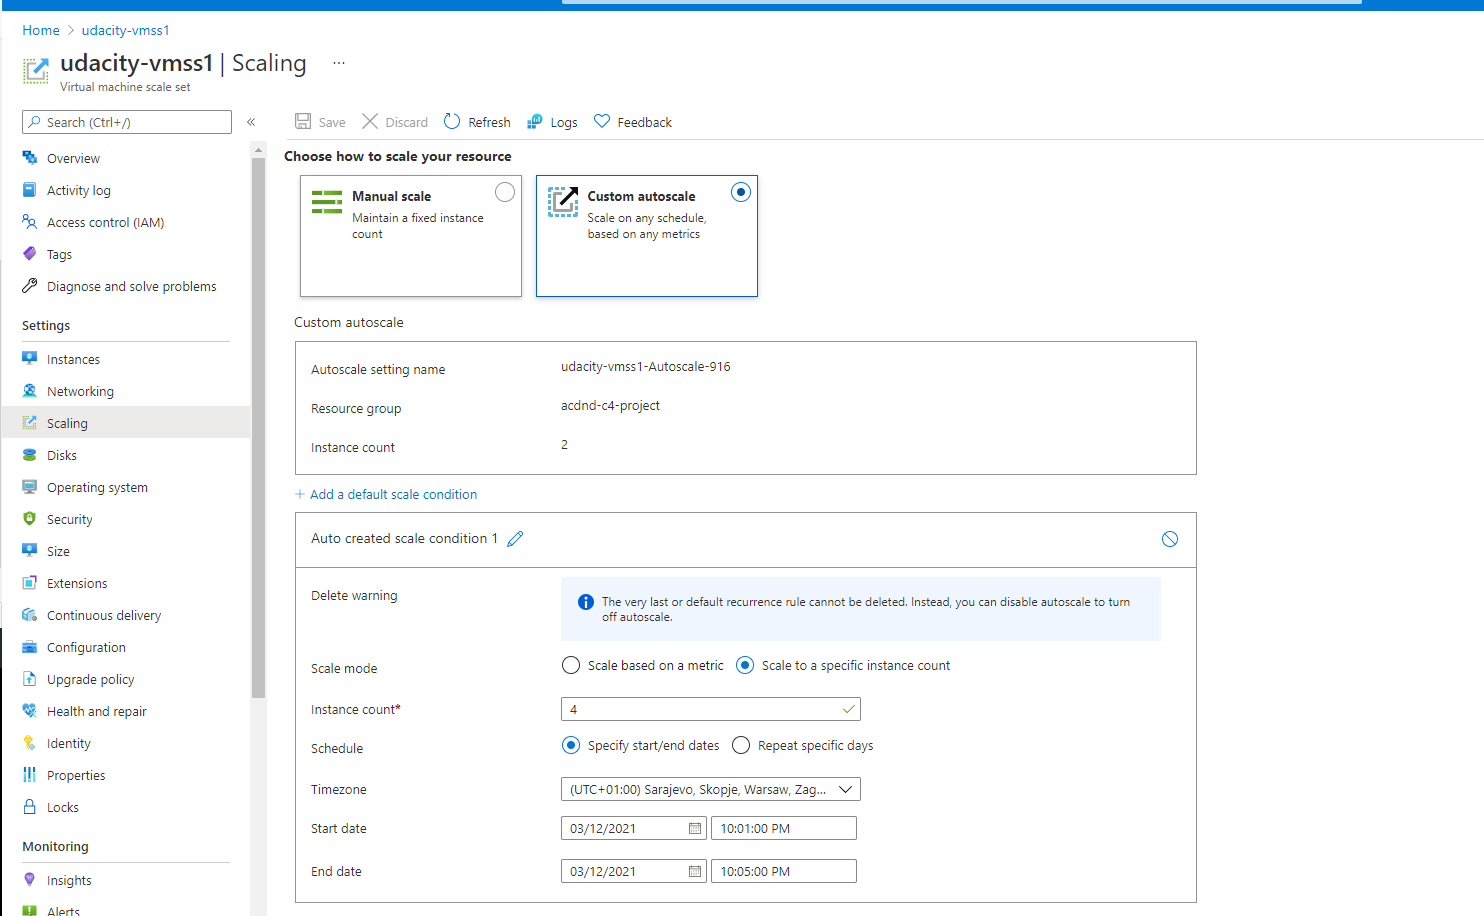 Home > udacity-vmss1
udacity-vmss1 | Scaling ...
Virtual machine scale set
Search (Ctrl+/)
«
Save
Discard
Refresh
Logs
Feedback
Overview
Activity log
Access control (IAM)
Tags
Diagnose and solve problems
Settings
Instances
Networking
Scaling
Disks
Operating system
Security
Size
Extensions
Continuous delivery
Configuration
Upgrade policy
Health and repair
Identity
Properties
Locks
Monitoring
Insights
Alerts
Choose how to scale your resource
Manual scale
Maintain a fixed instance
count
Custom autoscale
Scale on any schedule,
based on any metrics
Custom autoscale
Autoscale setting name udacity-vmss1-Autoscale-916
Resource group acdnd-c4-project
Instance count 2
+ Add a default scale condition
Auto created scale condition 1
Delete warning
The very last or default recurrence rule cannot be deleted. Instead, you can disable autoscale to turn
off autoscale.
Scale mode Scale based on a metric Scale to a specific instance count
Instance count* 4
Schedule Specify start/end dates Repeat specific days
Timezone (UTC+01:00) Sarajevo, Skopje, Warsaw, Zag...
Start date 03/12/2021 10:01:00 PM
End date 03/12/2021 10:05:00 PM